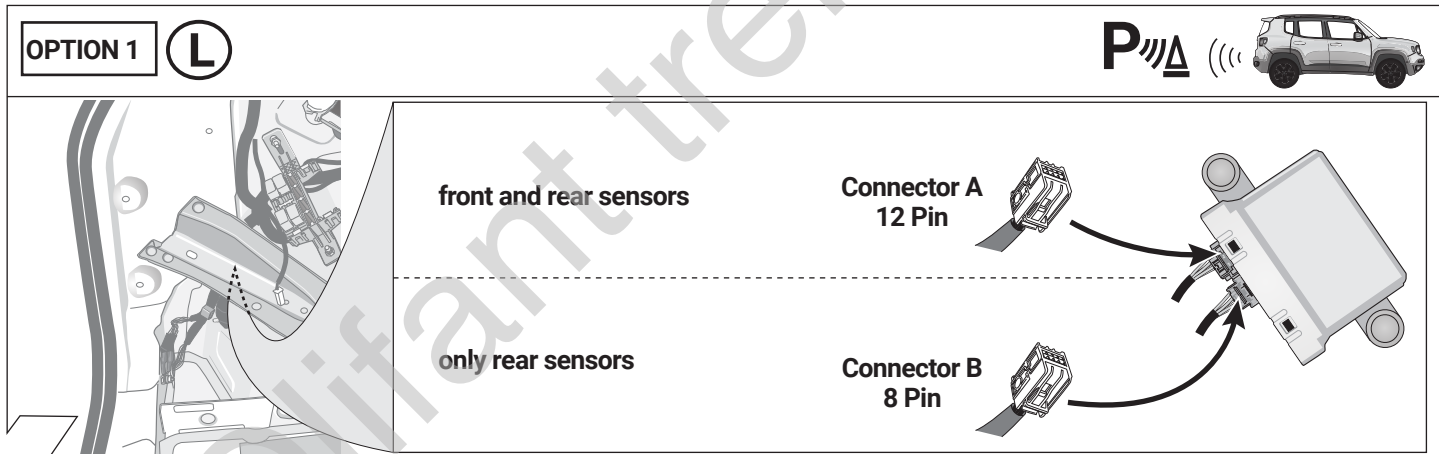 OPTION 1
L
P
front and rear sensors
Connector A
12 Pin
only rear sensors
Connector B
8 Pin